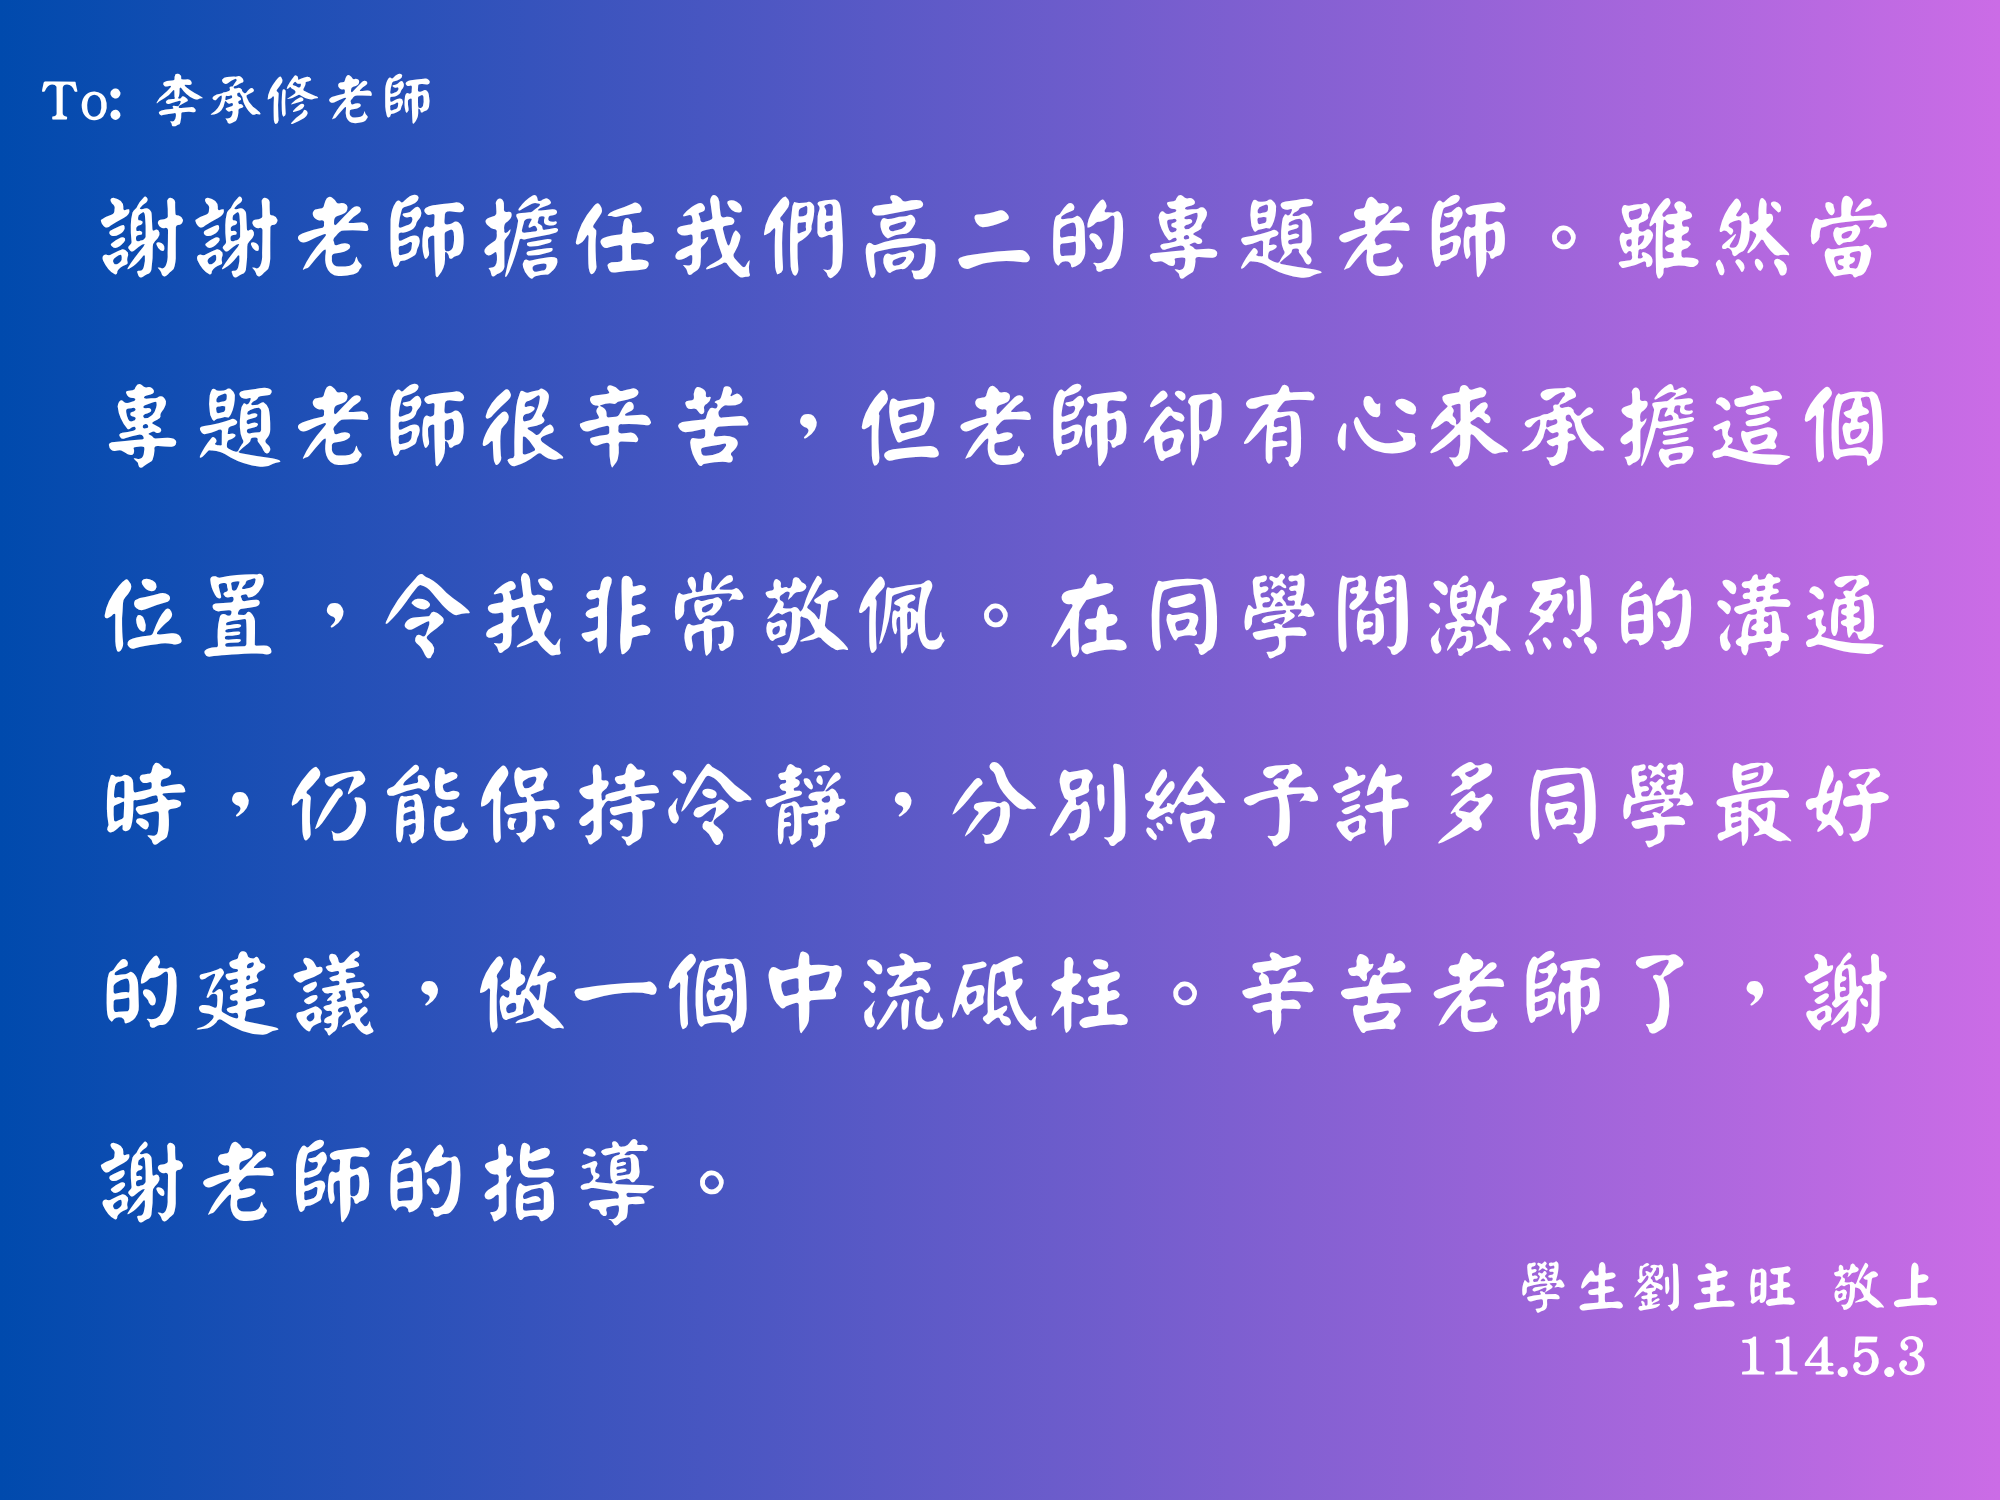 To: 李承修老師
謝謝老師擔任我們高二的專題老師。雖然當
專題老師很辛苦，但老師卻有心來承擔這個
位置，令我非常敬佩。在同學間激烈的溝通
時，仍能保持冷靜，分別給予許多同學最好
的建議，做一個中流砥柱。辛苦老師了，謝
謝老師的指導。
學生劉主旺 敬上
114.5.3